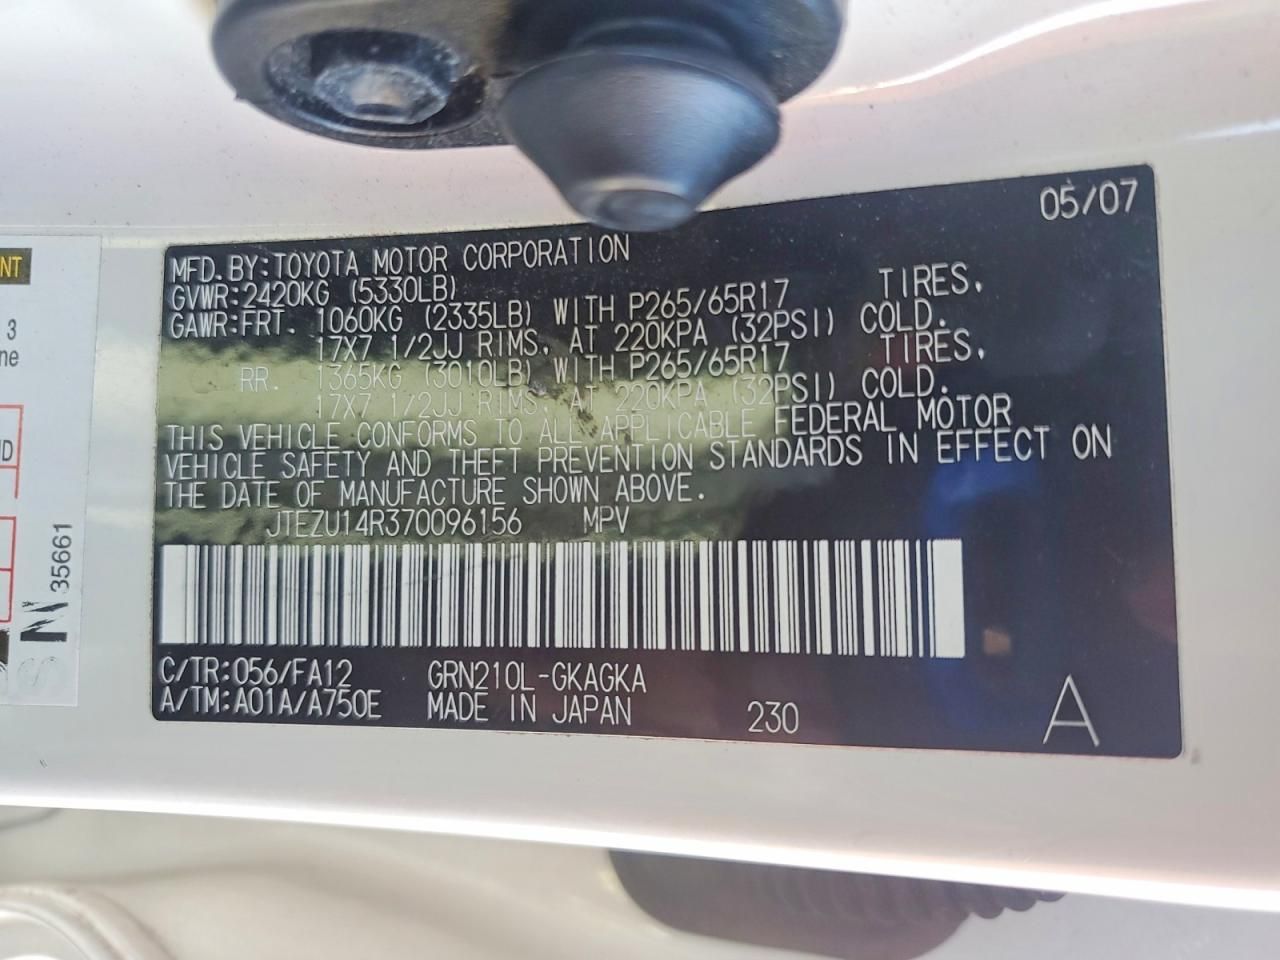 05/07
MFD.BY:TOYOTA MOTOR CORPORATION
GVWR:2420KG (5330LB)
GAWR:FRT. 1060KG (2335LB) WITH P265/65R17 TIRES,
17X7 1/2JJ RIMS, AT 220KPA (32PSI) COLD.
RR. 1365KG (3010LB) WITH P265/65R17 TIRES,
17X7 1/2JJ RIMS, AT 220KPA (32PSI) COLD.
THIS VEHICLE CONFORMS TO ALL APPLICABLE FEDERAL MOTOR
VEHICLE SAFETY AND THEFT PREVENTION STANDARDS IN EFFECT ON
THE DATE OF MANUFACTURE SHOWN ABOVE.
JTEZU14R370096156 MPV
C/TR:056/FA12 GRN210L-GKAGKA
A/TM:A01A/A750E MADE IN JAPAN 230 A
NT
3
ne
ND
35661